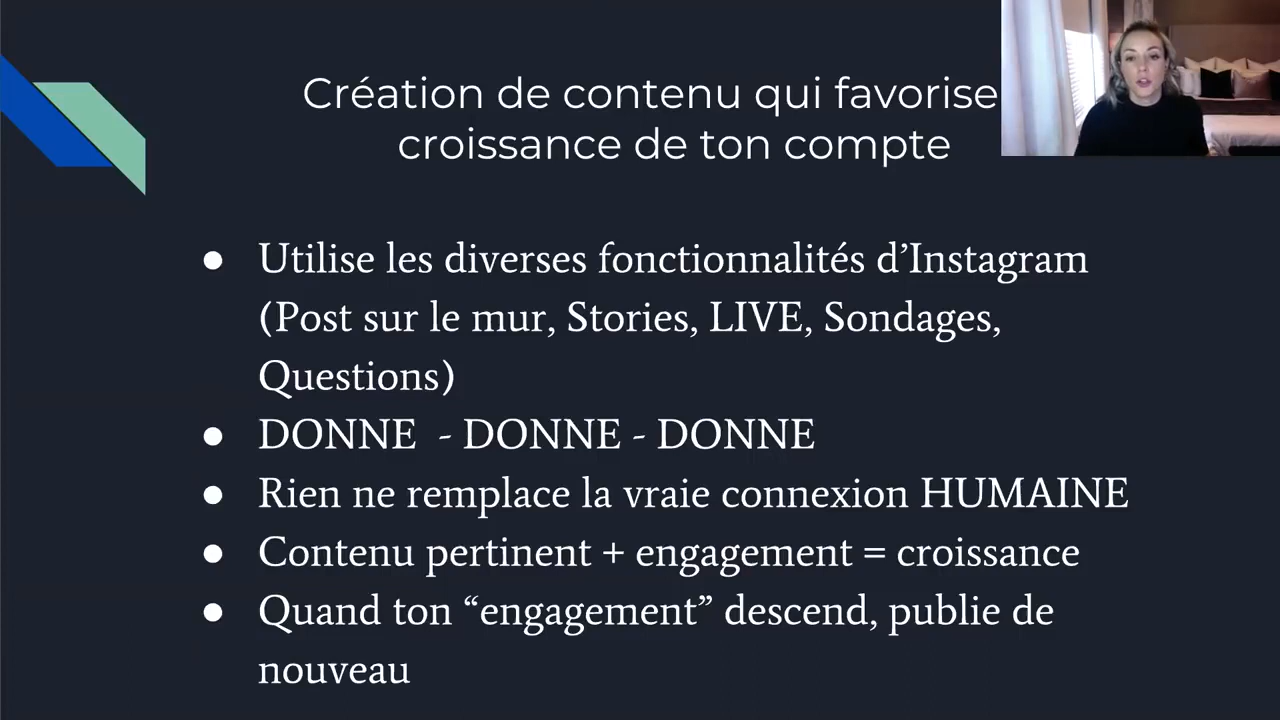 Création de contenu qui favorise
croissance de ton compte
● Utilise les diverses fonctionnalités d’Instagram
(Post sur le mur, Stories, LIVE, Sondages,
Questions)
● DONNE - DONNE - DONNE
● Rien ne remplace la vraie connexion HUMAINE
● Contenu pertinent + engagement = croissance
● Quand ton “engagement” descend, publie de
nouveau